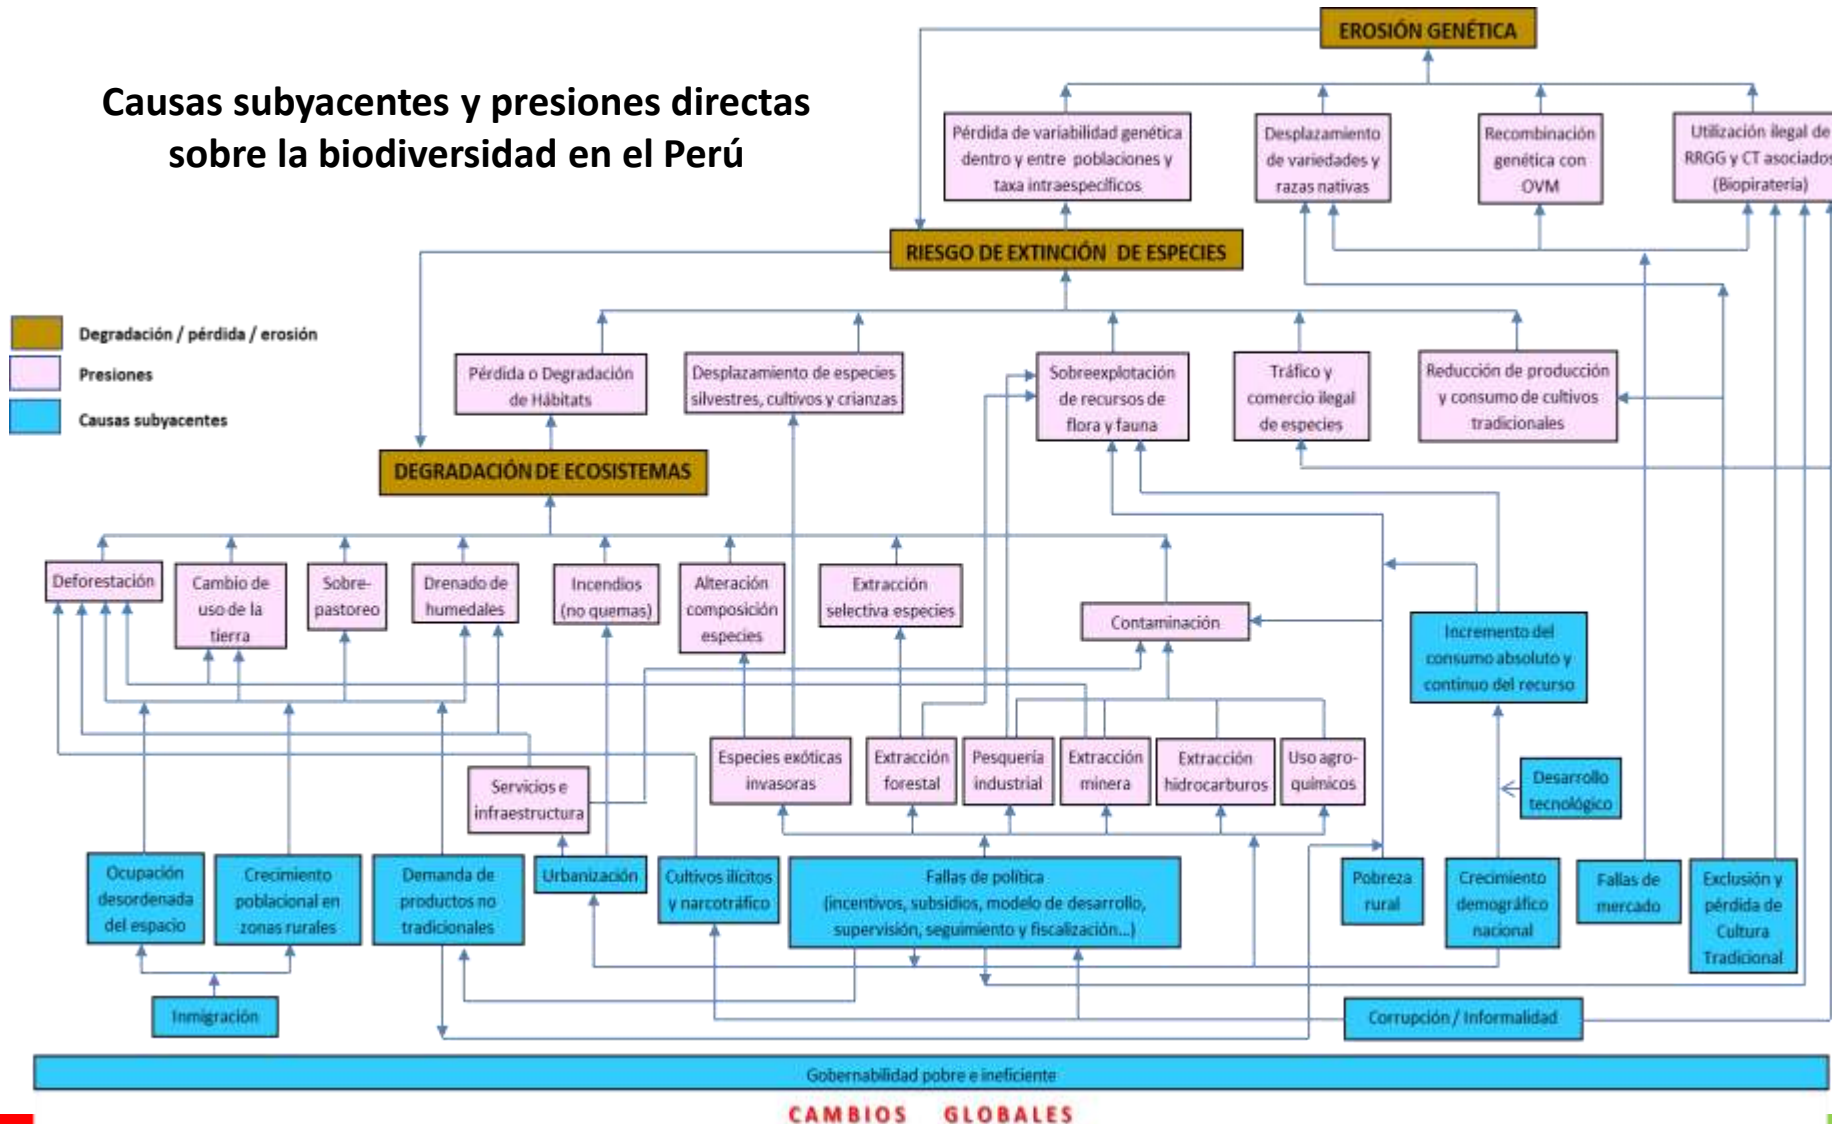 EROSIÓN GENÉTICA
Causas subyacentes y presiones directas
sobre la biodiversidad en el Perú
Pérdida de variabilidad genética
dentro y entre poblaciones y
taxa intraespecíficos
Desplazamiento
de variedades y
razas nativas
Recombinación
genética con
OVM
Utilización ilegal de
RRGG y CT asociados
(Biopiratería)
RIESGO DE EXTINCIÓN DE ESPECIES
Degradación / pérdida / erosión
Presiones
Causas subyacentes
Pérdida o Degradación
de Hábitats
Desplazamiento de especies
silvestres, cultivos y crianzas
Sobreexplotación
de recursos de
flora y fauna
Tráfico y
comercio ilegal
de especies
Reducción de producción
y consumo de cultivos
tradicionales
DEGRADACIÓN DE ECOSISTEMAS
Deforestación
Cambio de
uso de la
tierra
Sobre-
pastoreo
Drenado de
humedales
Incendios
(no quemas)
Alteración
composición
especies
Extracción
selectiva especies
Contaminación
Incremento del
consumo absoluto y
continuo del recurso
Servicios e
infraestructura
Especies exóticas
invasoras
Extracción
forestal
Pesquería
industrial
Extracción
minera
Extracción
hidrocarburos
Uso agro-
químicos
Desarrollo
tecnológico
Ocupación
desordenada
del espacio
Crecimiento
poblacional en
zonas rurales
Demanda de
productos no
tradicionales
Urbanización
Cultivos ilícitos
y narcotráfico
Fallas de política
(incentivos, subsidios, modelo de desarrollo,
supervisión, seguimiento y fiscalización...)
Pobreza
rural
Crecimiento
demográfico
nacional
Fallas de
mercado
Exclusión y
pérdida de
Cultura
Tradicional
Inmigración
Corrupción / Informalidad
Gobernabilidad pobre e ineficiente
CAMBIOS GLOBALES